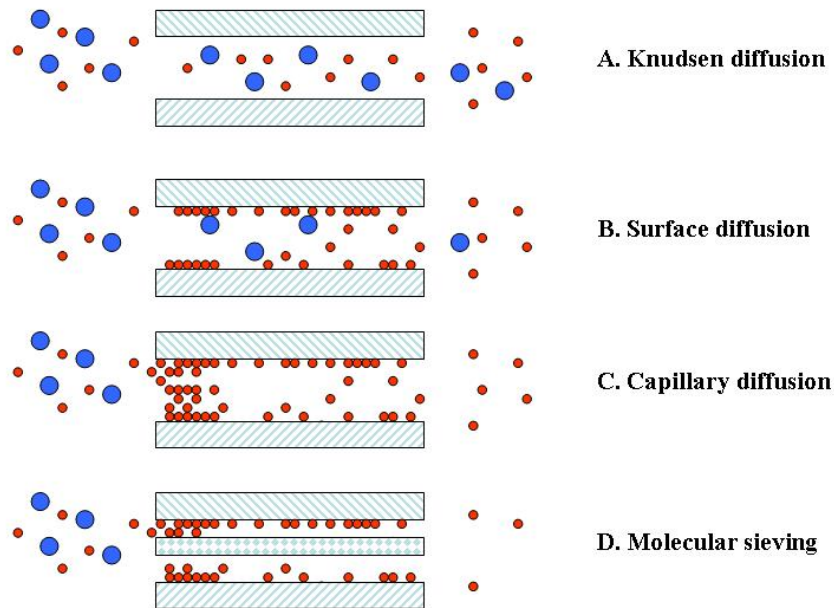 A. Knudsen diffusion
B. Surface diffusion
C. Capillary diffusion
D. Molecular sieving